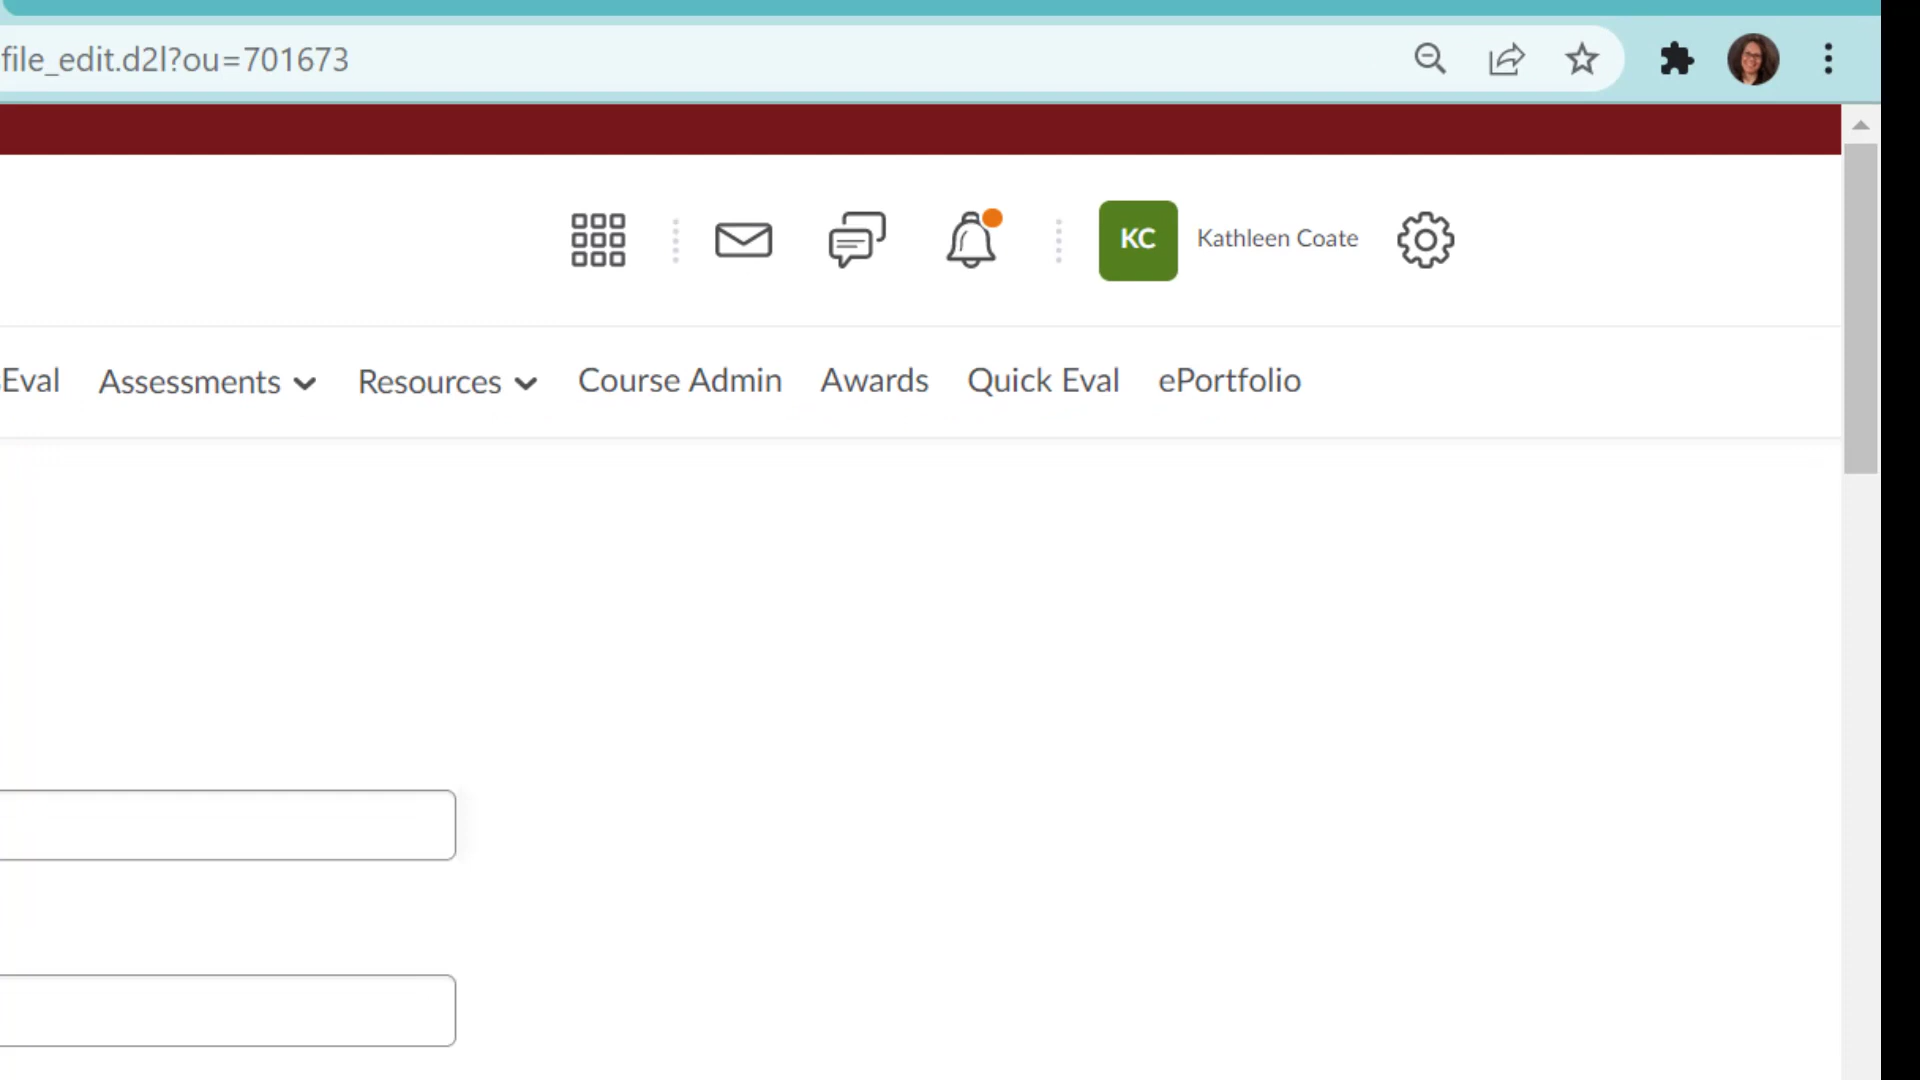 file_edit.d2l?ou=701673
KC Kathleen Coate
Eval Assessments Resources Course Admin Awards Quick Eval ePortfolio